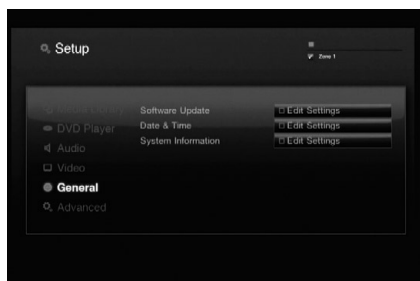 Setup
Zone 1
Media Library
Software Update Edit Settings
DVD Player Date & Time Edit Settings
Audio System Information Edit Settings
Video
General
Advanced